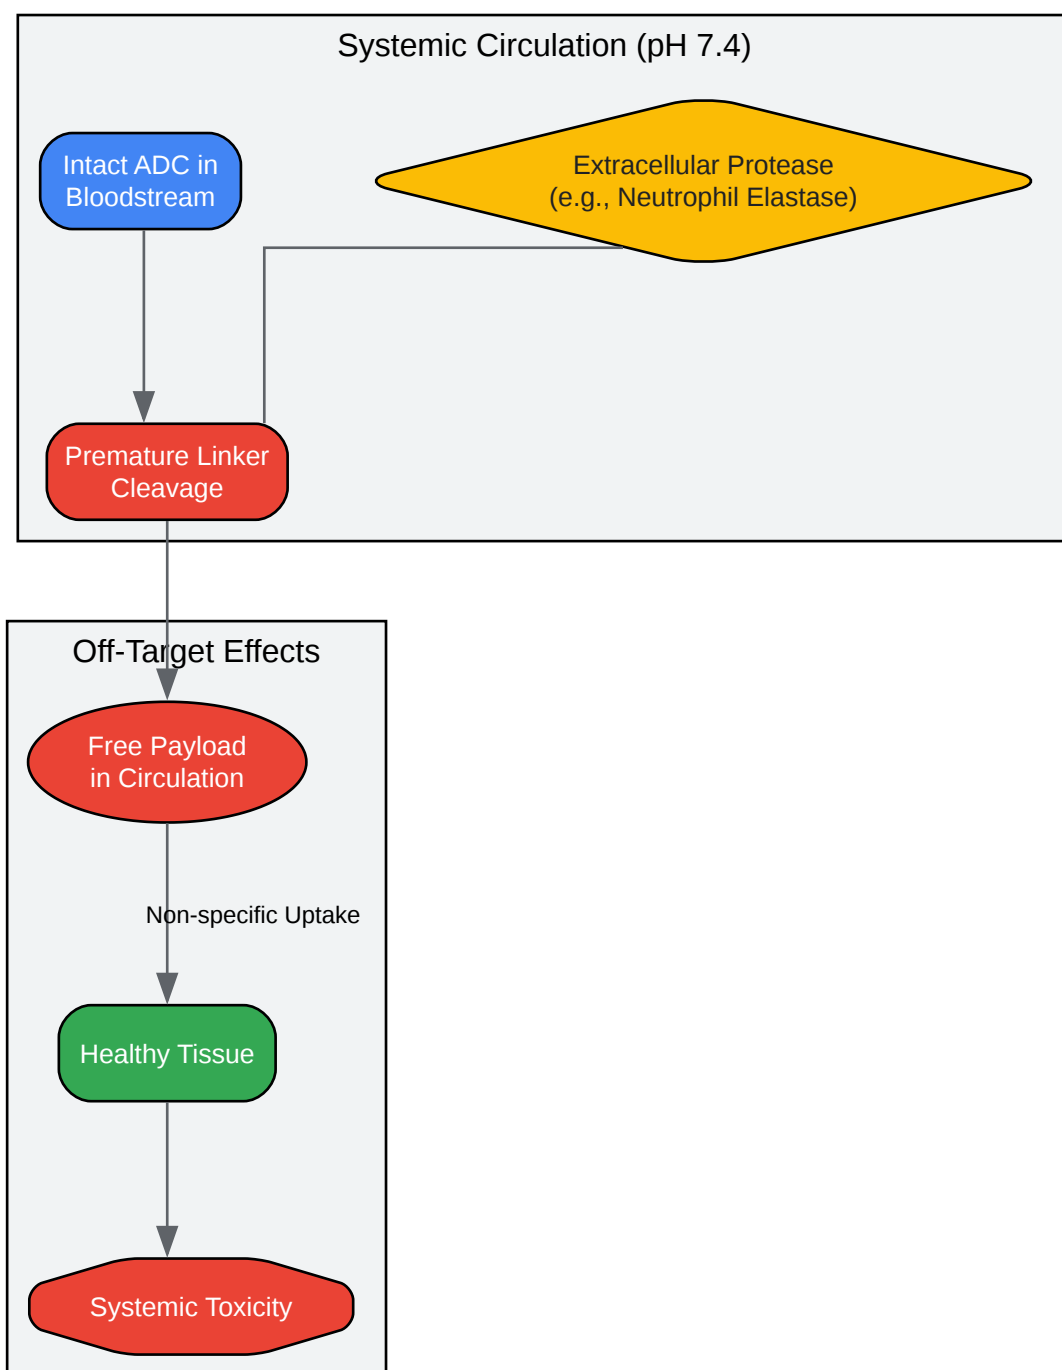 Systemic Circulation (pH 7.4)
Intact ADC in
Bloodstream
Extracellular Protease
(e.g., Neutrophil Elastase)
Premature Linker
Cleavage
Off-Target Effects
Free Payload
in Circulation
Non-specific Uptake
Healthy Tissue
Systemic Toxicity